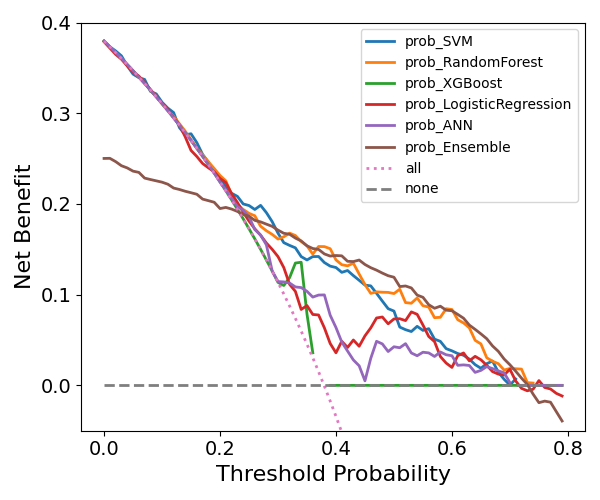 0.4
0.3
0.2
0.1
0.0
Net Benefit
prob_SVM
prob_RandomForest
prob_XGBoost
prob_LogisticRegression
prob_ANN
prob_Ensemble
all
none
0.0 0.2 0.4 0.6 0.8
Threshold Probability